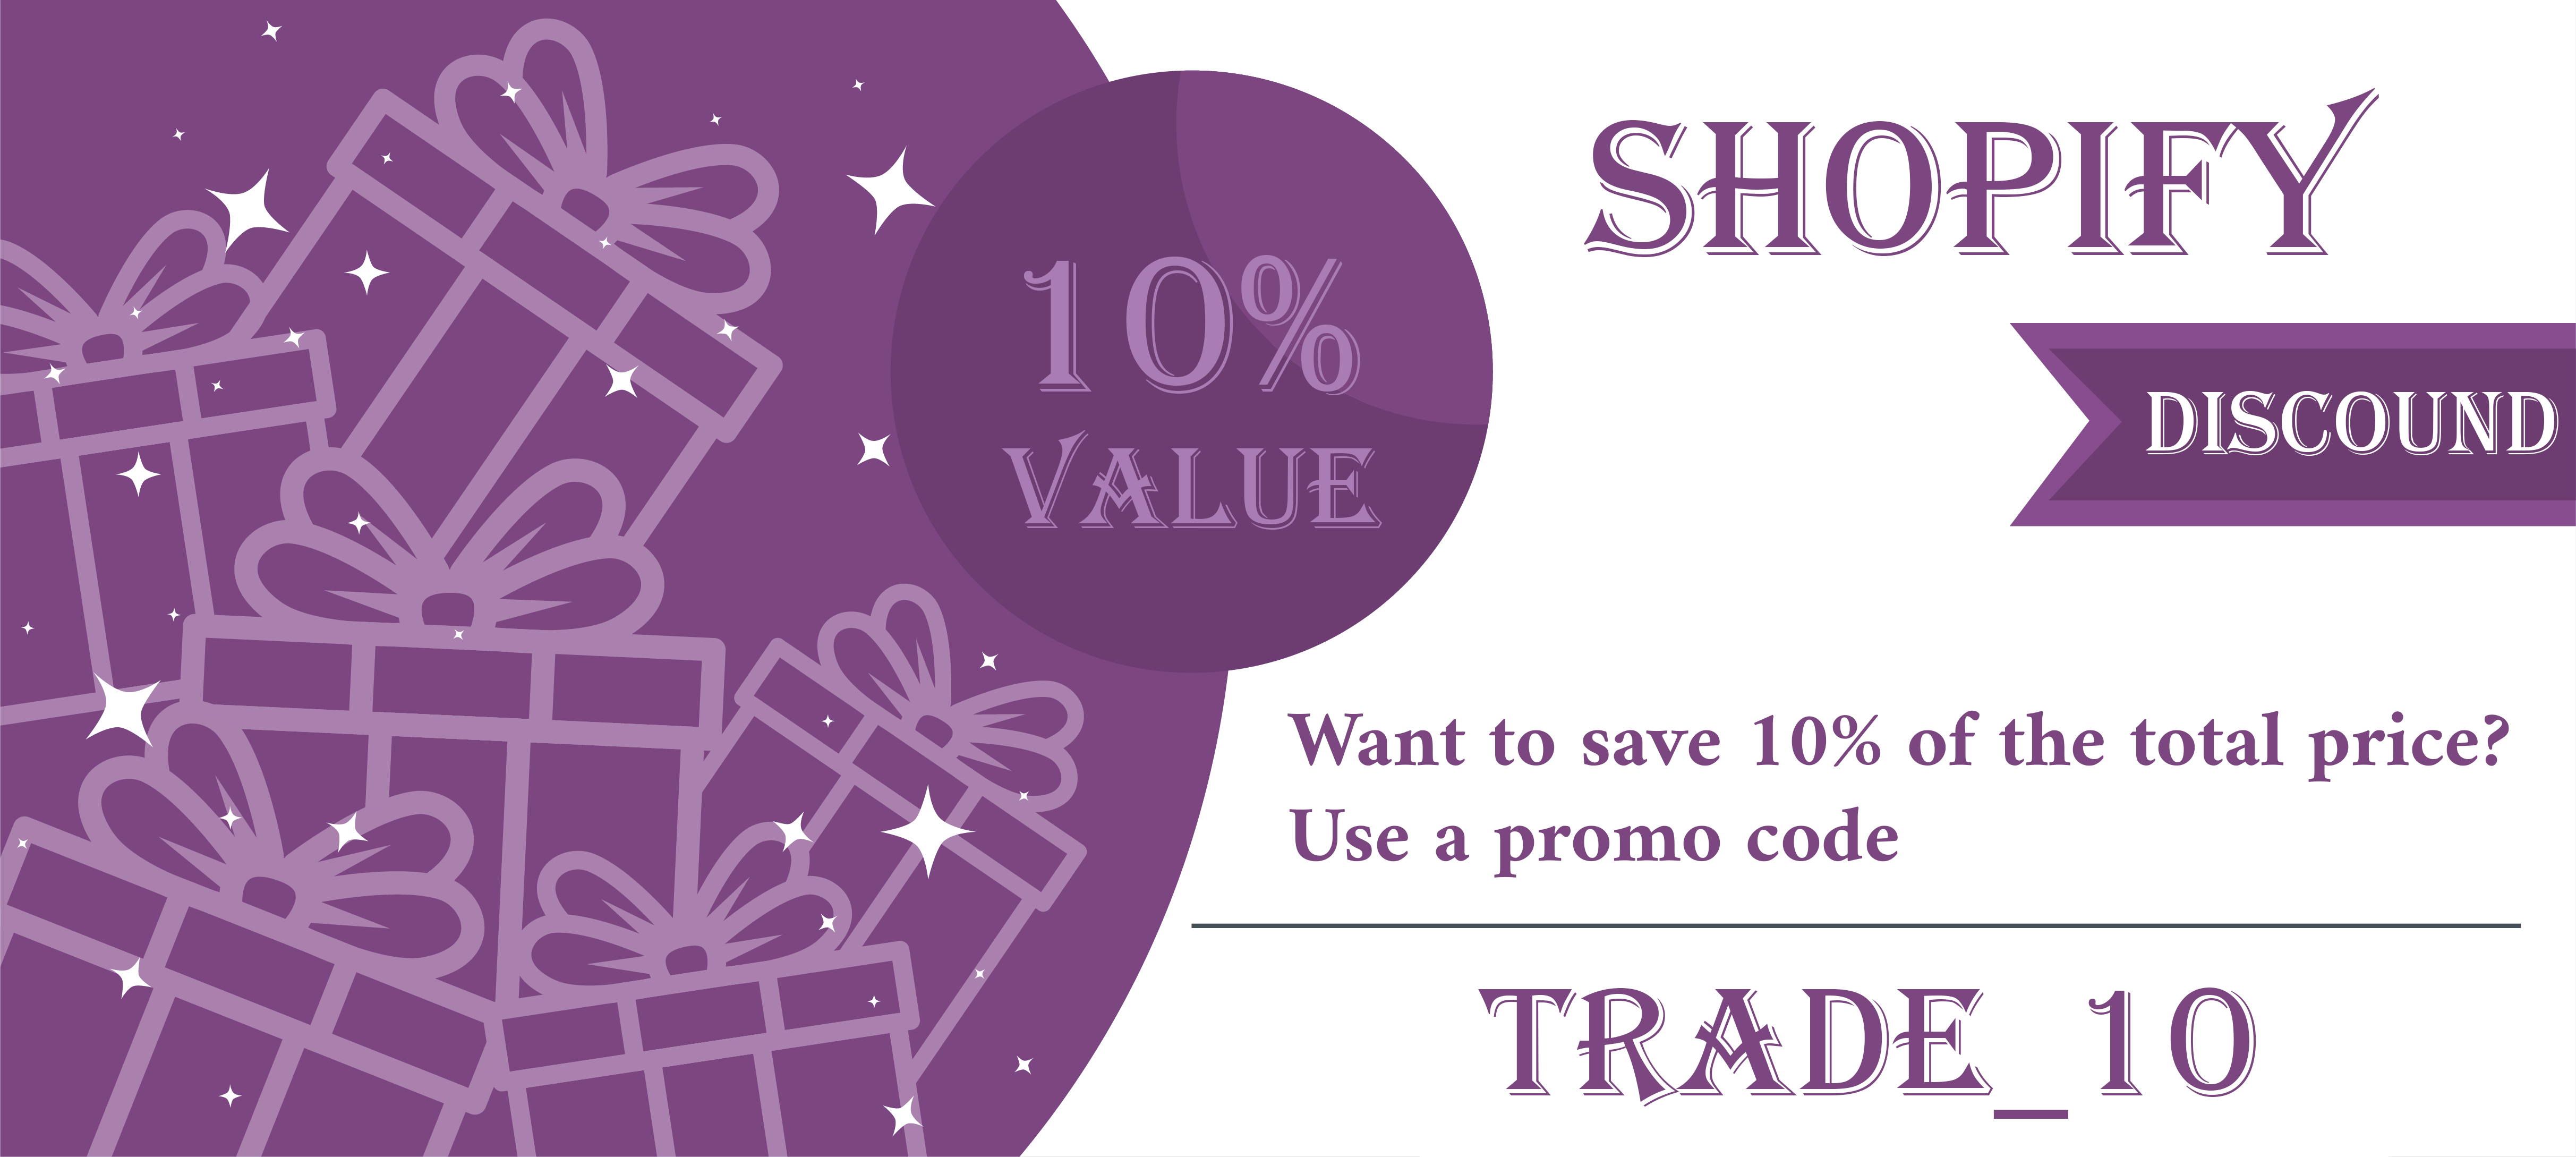 SHOPIFY
10%
VALUE
DISCOUND
Want to save 10% of the total price?
Use a promo code
TRADE_10